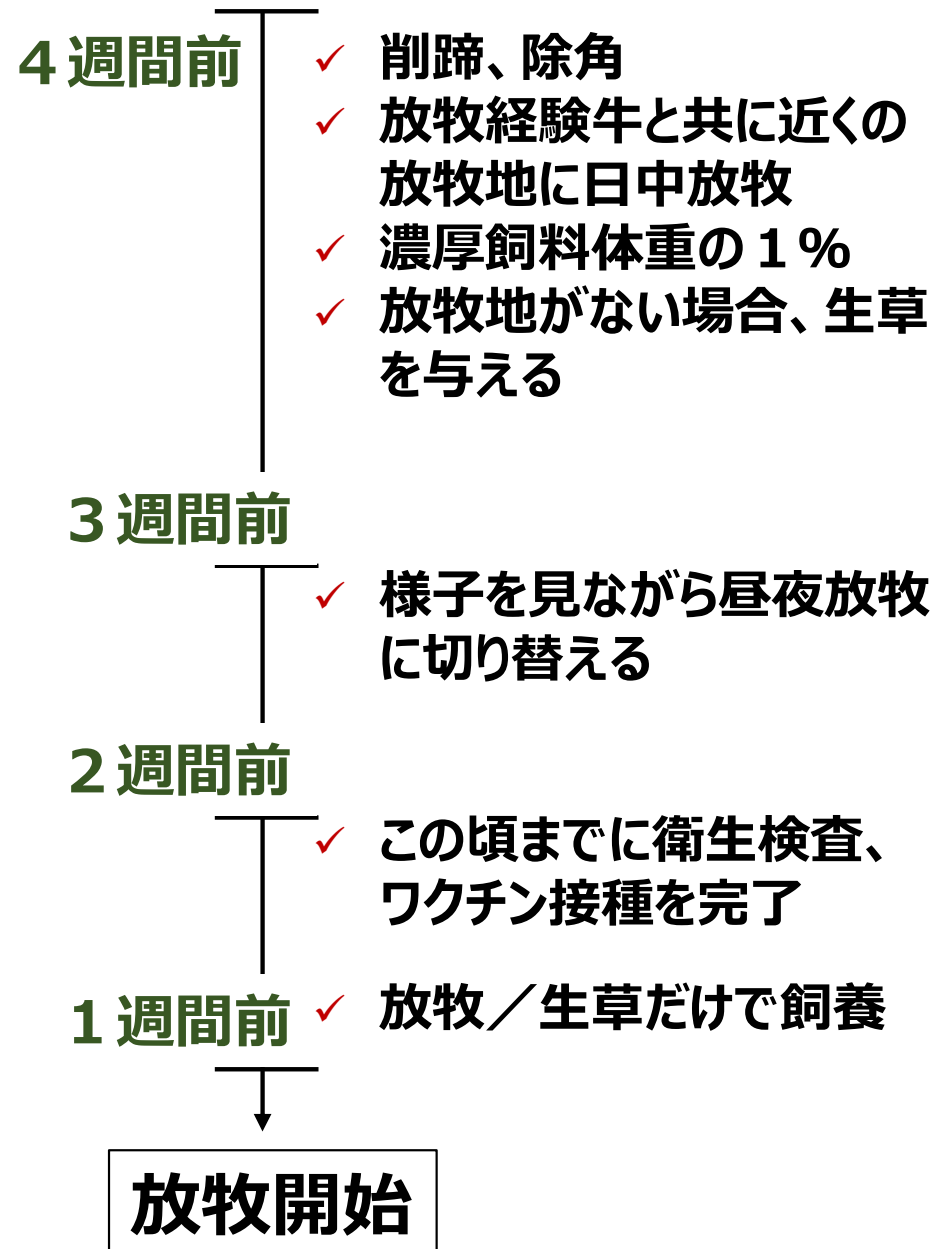 ４週間前
✓ 削蹄、除角
✓ 放牧経験牛と共に近くの
放牧地に日中放牧
✓ 濃厚飼料体重の１％
✓ 放牧地がない場合、生草
を与える
３週間前
✓ 様子を見ながら昼夜放牧
に切り替える
２週間前
✓ この頃までに衛生検査、
ワクチン接種を完了
１週間前
✓ 放牧／生草だけで飼養
放牧開始